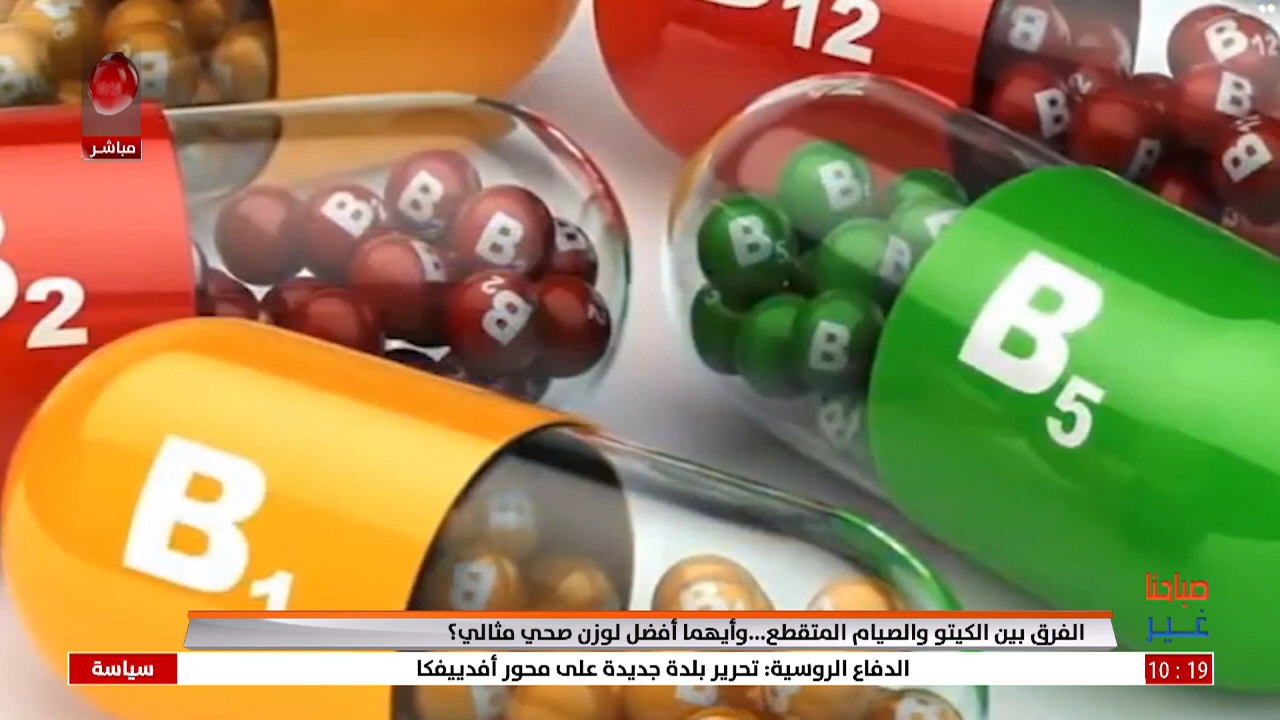 B12
مباشر
B2
B5
B1
صباحنا
غير
الفرق بين الكيتو والصيام المتقطع...وأيهما أفضل لوزن صحي مثالي؟
سياسة
الدفاع الروسية: تحرير بلدة جديدة على محور أفدييفكا
10 : 19